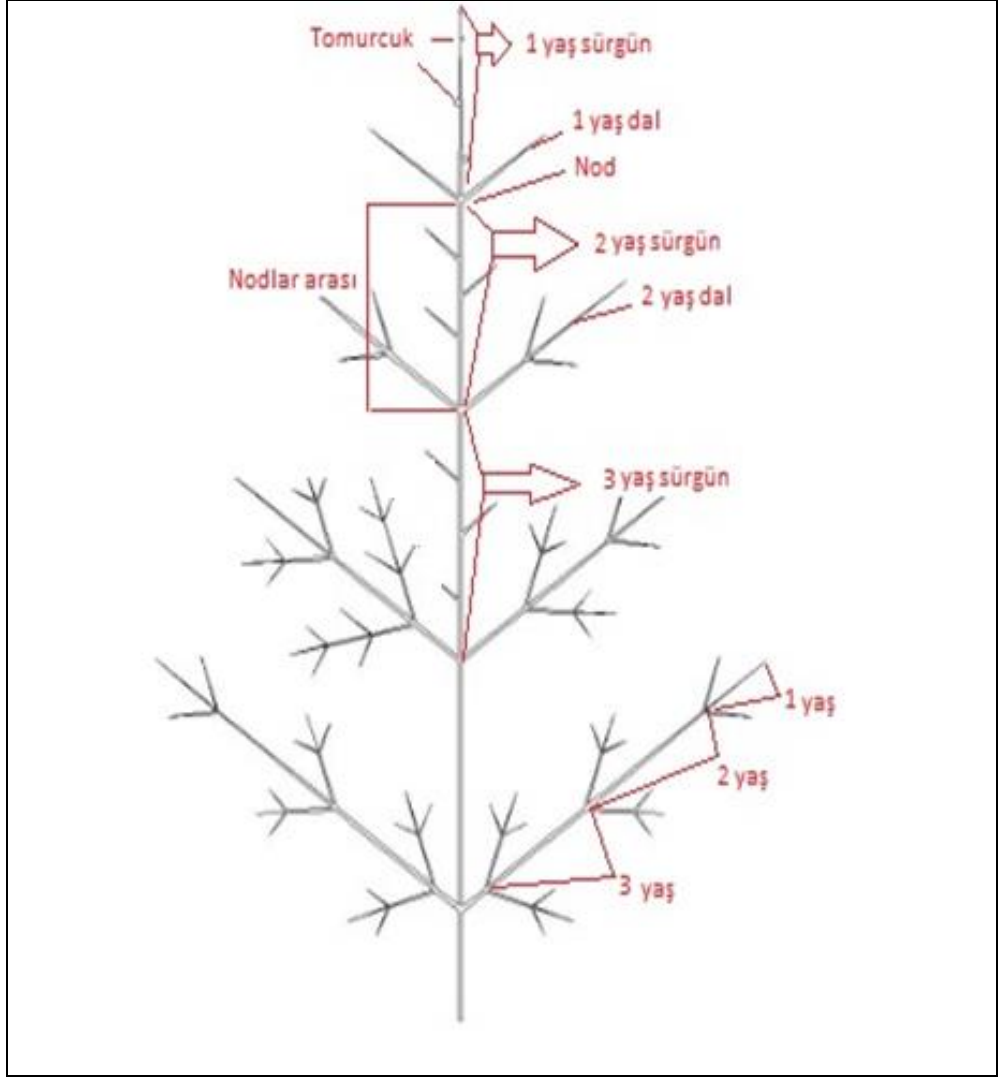 Tomurcuk
1 yaş sürgün
1 yaş dal
Nod
2 yaş sürgün
Nodlar arası
2 yaş dal
3 yaş sürgün
1 yaş
2 yaş
3 yaş